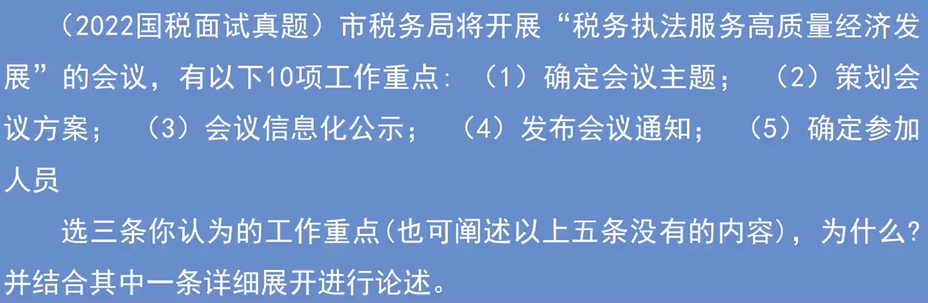 （2022国税面试真题）市税务局将开展“税务执法服务高质量经济发
展”的会议，有以下10项工作重点：（1）确定会议主题；（2）策划会
议方案；（3）会议信息化公示；（4）发布会议通知；（5）确定参加
人员
选三条你认为的工作重点(也可阐述以上五条没有的内容)，为什么?
并结合其中一条详细展开进行论述。